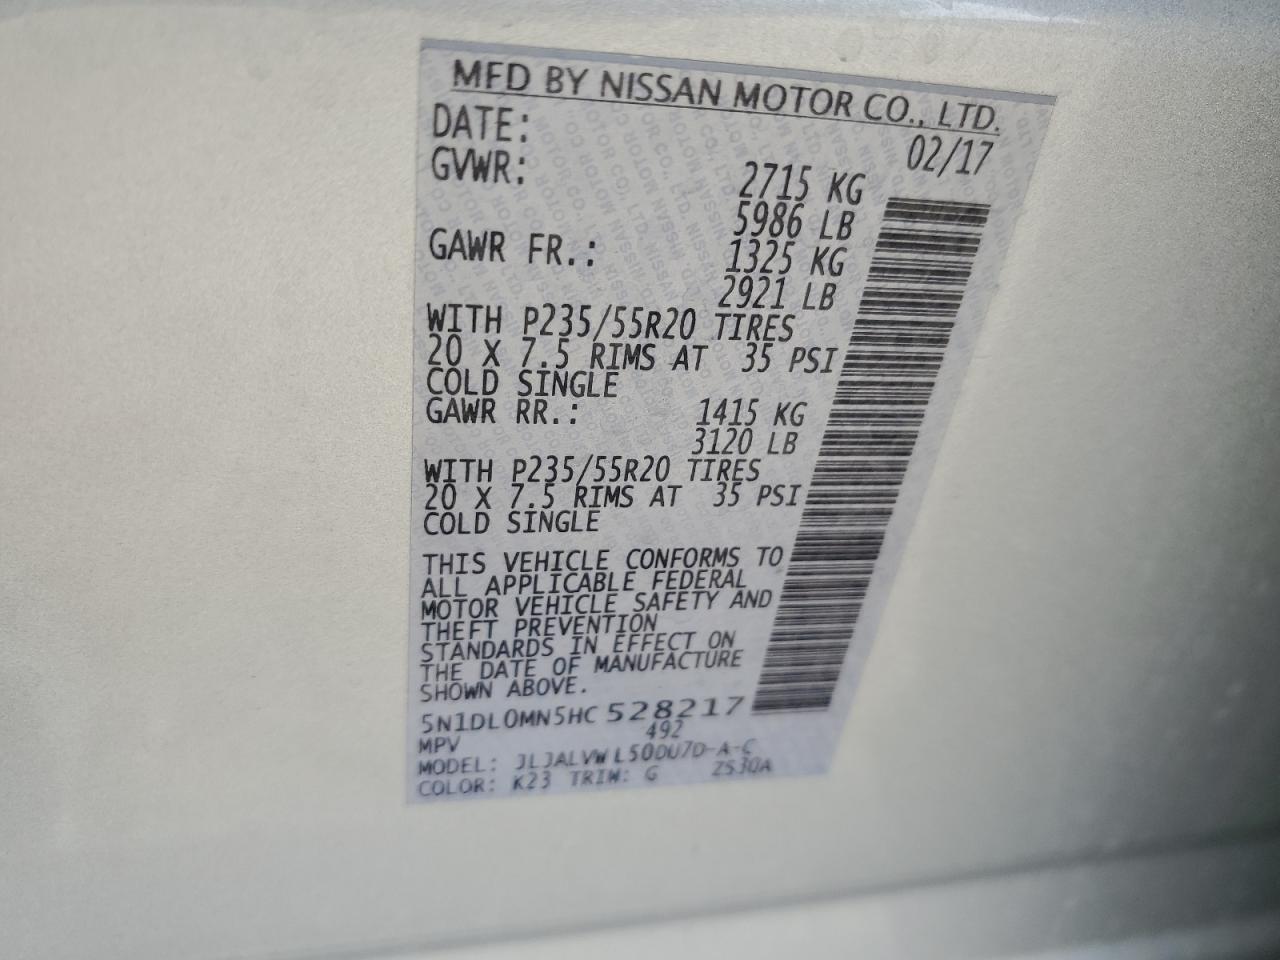 MFD BY NISSAN MOTOR CO., LTD.
DATE: 02/17
GVWR: 2715 KG
5986 LB
GAWR FR.: 1325 KG
2921 LB
WITH P235/55R20 TIRES
20 X 7.5 RIMS AT 35 PSI
COLD SINGLE
GAWR RR.: 1415 KG
3120 LB
WITH P235/55R20 TIRES
20 X 7.5 RIMS AT 35 PSI
COLD SINGLE
THIS VEHICLE CONFORMS TO
ALL APPLICABLE FEDERAL
MOTOR VEHICLE SAFETY AND
THEFT PREVENTION
STANDARDS IN EFFECT ON
THE DATE OF MANUFACTURE
SHOWN ABOVE.
5N1DL0MN5HC528217
MPV 492
MODEL: JLJALVWL50DU7D-A-C
COLOR: K23 TRIM: G ZS30A